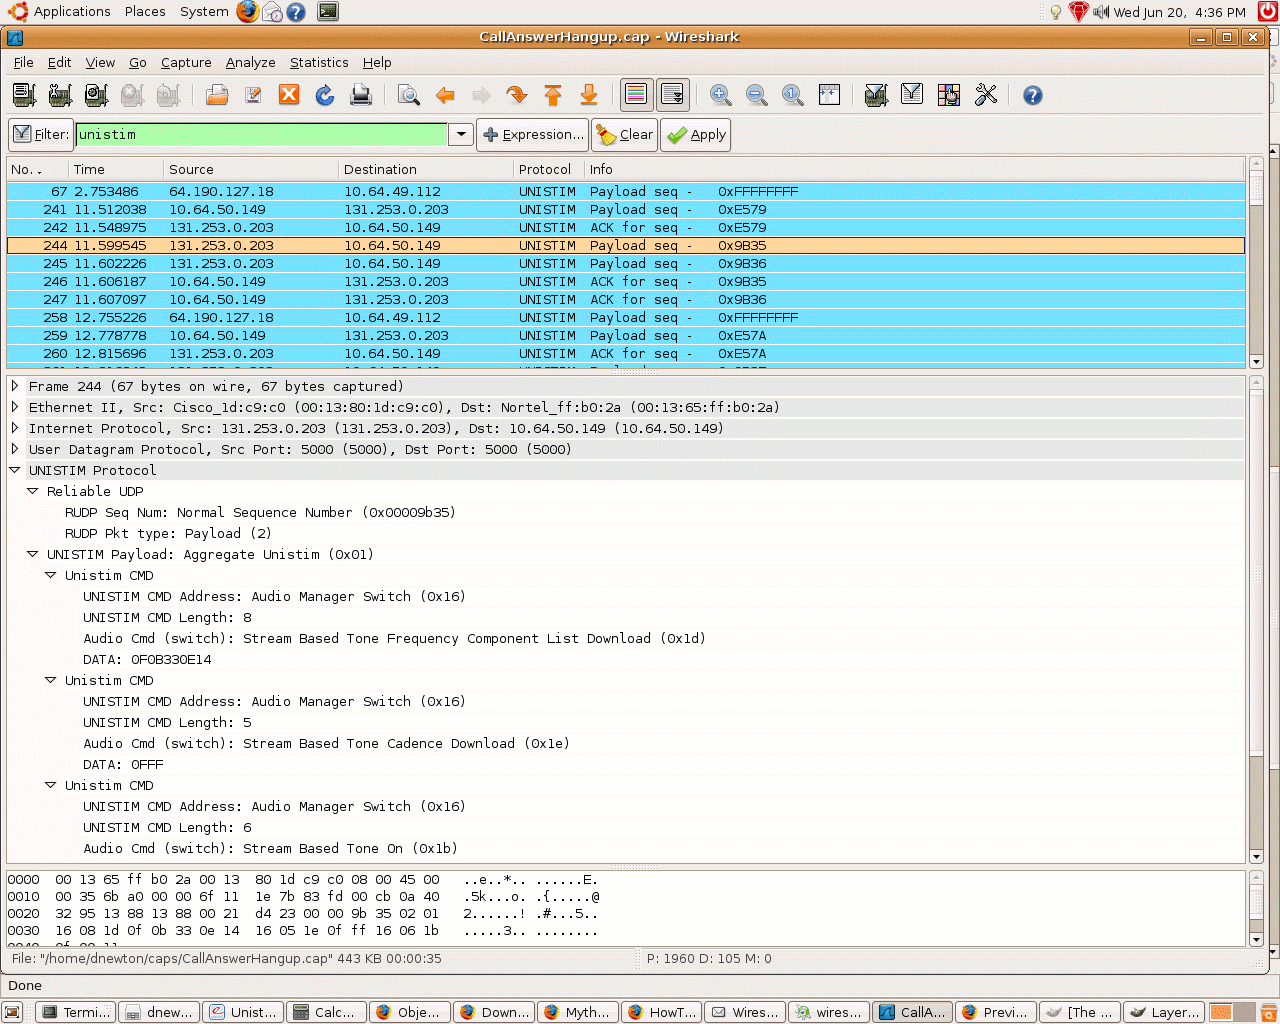 Applications Places System Wed Jun 20, 4:36 PM
CallAnswerHangup.cap - Wireshark
File Edit View Go Capture Analyze Statistics Help
Filter: unistim Expression... Clear Apply
No. . Time Source Destination Protocol Info
67 2.753486 64.190.127.18 10.64.49.112 UNISTIM Payload seq - 0xFFFFFFFF
241 11.512038 10.64.50.149 131.253.0.203 UNISTIM Payload seq - 0xE579
242 11.548975 131.253.0.203 10.64.50.149 UNISTIM ACK for seq - 0xE579
244 11.599545 131.253.0.203 10.64.50.149 UNISTIM Payload seq - 0x9B35
245 11.602226 131.253.0.203 10.64.50.149 UNISTIM Payload seq - 0x9B36
246 11.606187 10.64.50.149 131.253.0.203 UNISTIM ACK for seq - 0x9B35
247 11.607097 10.64.50.149 131.253.0.203 UNISTIM ACK for seq - 0x9B36
258 12.755226 64.190.127.18 10.64.49.112 UNISTIM Payload seq - 0xFFFFFFFF
259 12.778778 10.64.50.149 131.253.0.203 UNISTIM Payload seq - 0xE57A
260 12.815696 131.253.0.203 10.64.50.149 UNISTIM ACK for seq - 0xE57A
Frame 244 (67 bytes on wire, 67 bytes captured)
Ethernet II, Src: Cisco_1d:c9:c0 (00:13:80:1d:c9:c0), Dst: Nortel_ff:b0:2a (00:13:65:ff:b0:2a)
Internet Protocol, Src: 131.253.0.203 (131.253.0.203), Dst: 10.64.50.149 (10.64.50.149)
User Datagram Protocol, Src Port: 5000 (5000), Dst Port: 5000 (5000)
UNISTIM Protocol
Reliable UDP
RUDP Seq Num: Normal Sequence Number (0x00009b35)
RUDP Pkt type: Payload (2)
UNISTIM Payload: Aggregate Unistim (0x01)
Unistim CMD
UNISTIM CMD Address: Audio Manager Switch (0x16)
UNISTIM CMD Length: 8
Audio Cmd (switch): Stream Based Tone Frequency Component List Download (0x1d)
DATA: 0F0B330E14
Unistim CMD
UNISTIM CMD Address: Audio Manager Switch (0x16)
UNISTIM CMD Length: 5
Audio Cmd (switch): Stream Based Tone Cadence Download (0x1e)
DATA: 0FFF
Unistim CMD
UNISTIM CMD Address: Audio Manager Switch (0x16)
UNISTIM CMD Length: 6
Audio Cmd (switch): Stream Based Tone On (0x1b)
0000 00 13 65 ff b0 2a 00 13 80 1d c9 c0 08 00 45 00 ..e..*.. ......E.
0010 00 35 6b a0 00 00 6f 11 1e 7b 83 fd 00 cb 0a 40 .5k...o. .{.....@
0020 32 95 13 88 13 88 00 21 d4 23 00 00 9b 35 02 01 2......! .#...5..
0030 16 08 1d 0f 0b 33 0e 14 16 05 1e 0f ff 16 06 1b .....3.. ........
File: "/home/dnewton/caps/CallAnswerHangup.cap" 443 KB 00:00:35 P: 1960 D: 105 M: 0
Done
Termi... dnew... Unist... Calc... Obje... Down... Myth... HowT... Wires... wires... CallA... Previ... [The ... Layer...